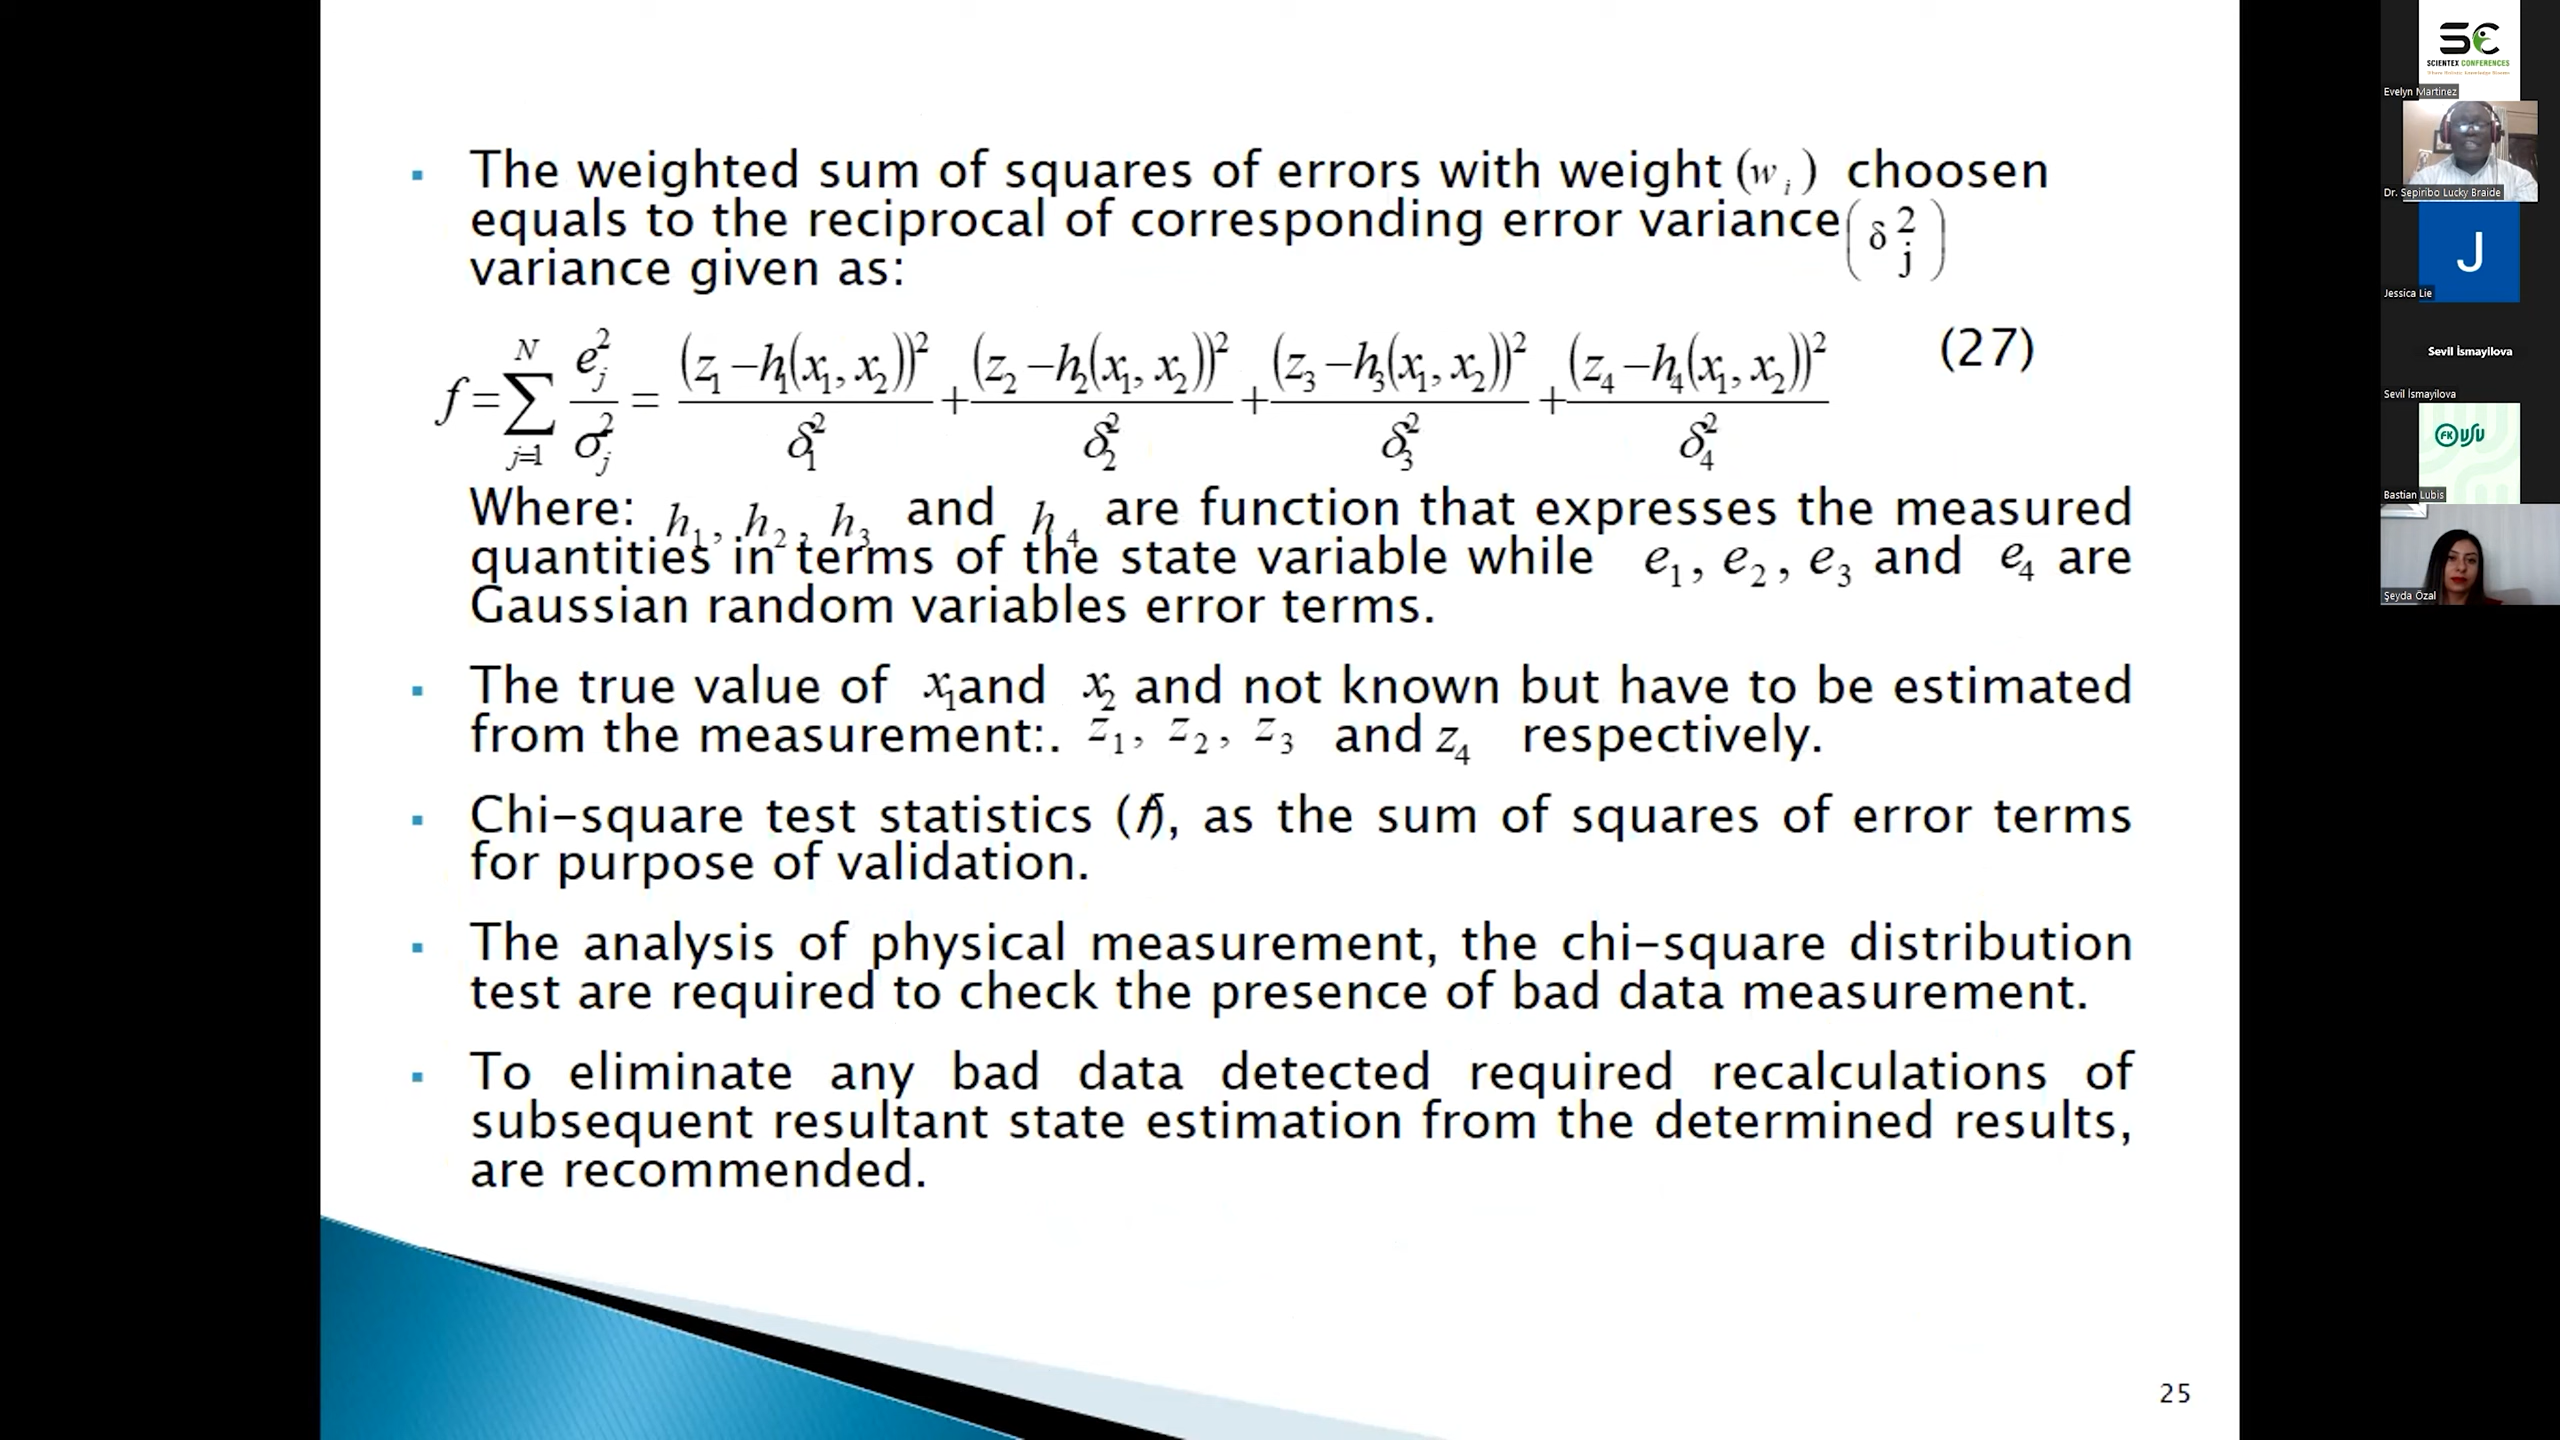 The weighted sum of squares of errors with weight (w_i) choosen
equals to the reciprocal of corresponding error variance (δ_j^2)
variance given as:
f = ∑_{j=1}^{N} e_j^2/σ_j^2 = (z_1 − h_1(x_1, x_2))^2/δ_1^2 + (z_2 − h_2(x_1, x_2))^2/δ_2^2 + (z_3 − h_3(x_1, x_2))^2/δ_3^2 + (z_4 − h_4(x_1, x_2))^2/δ_4^2 (27)
Where: h_1, h_2, h_3 and h_4 are function that expresses the measured
quantities in terms of the state variable while e_1, e_2, e_3 and e_4 are
Gaussian random variables error terms.
The true value of x_1 and x_2 and not known but have to be estimated
from the measurement:. z_1, z_2, z_3 and z_4 respectively.
Chi-square test statistics (f), as the sum of squares of error terms
for purpose of validation.
The analysis of physical measurement, the chi-square distribution
test are required to check the presence of bad data measurement.
To eliminate any bad data detected required recalculations of
subsequent resultant state estimation from the determined results,
are recommended.
25
SC
SCIENTEX CONFERENCES
Evelyn Martinez
Dr. Sepiribo Lucky Braide
J
Jessica Lie
Sevil İsmayilova
Sevil İsmayilova
FK USU
Bastian Lubis
Şeyda Özal